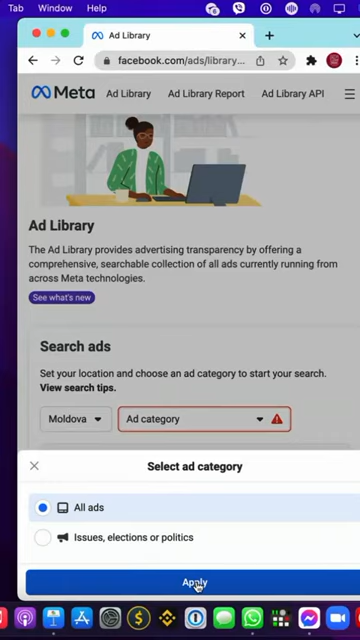 Tab Window Help
Ad Library
facebook.com/ads/library...
Meta Ad Library Ad Library Report Ad Library API
Ad Library
The Ad Library provides advertising transparency by offering a
comprehensive, searchable collection of all ads currently running from
across Meta technologies.
See what's new
Search ads
Set your location and choose an ad category to start your search.
View search tips.
Moldova Ad category
Select ad category
All ads
Issues, elections or politics
Apply